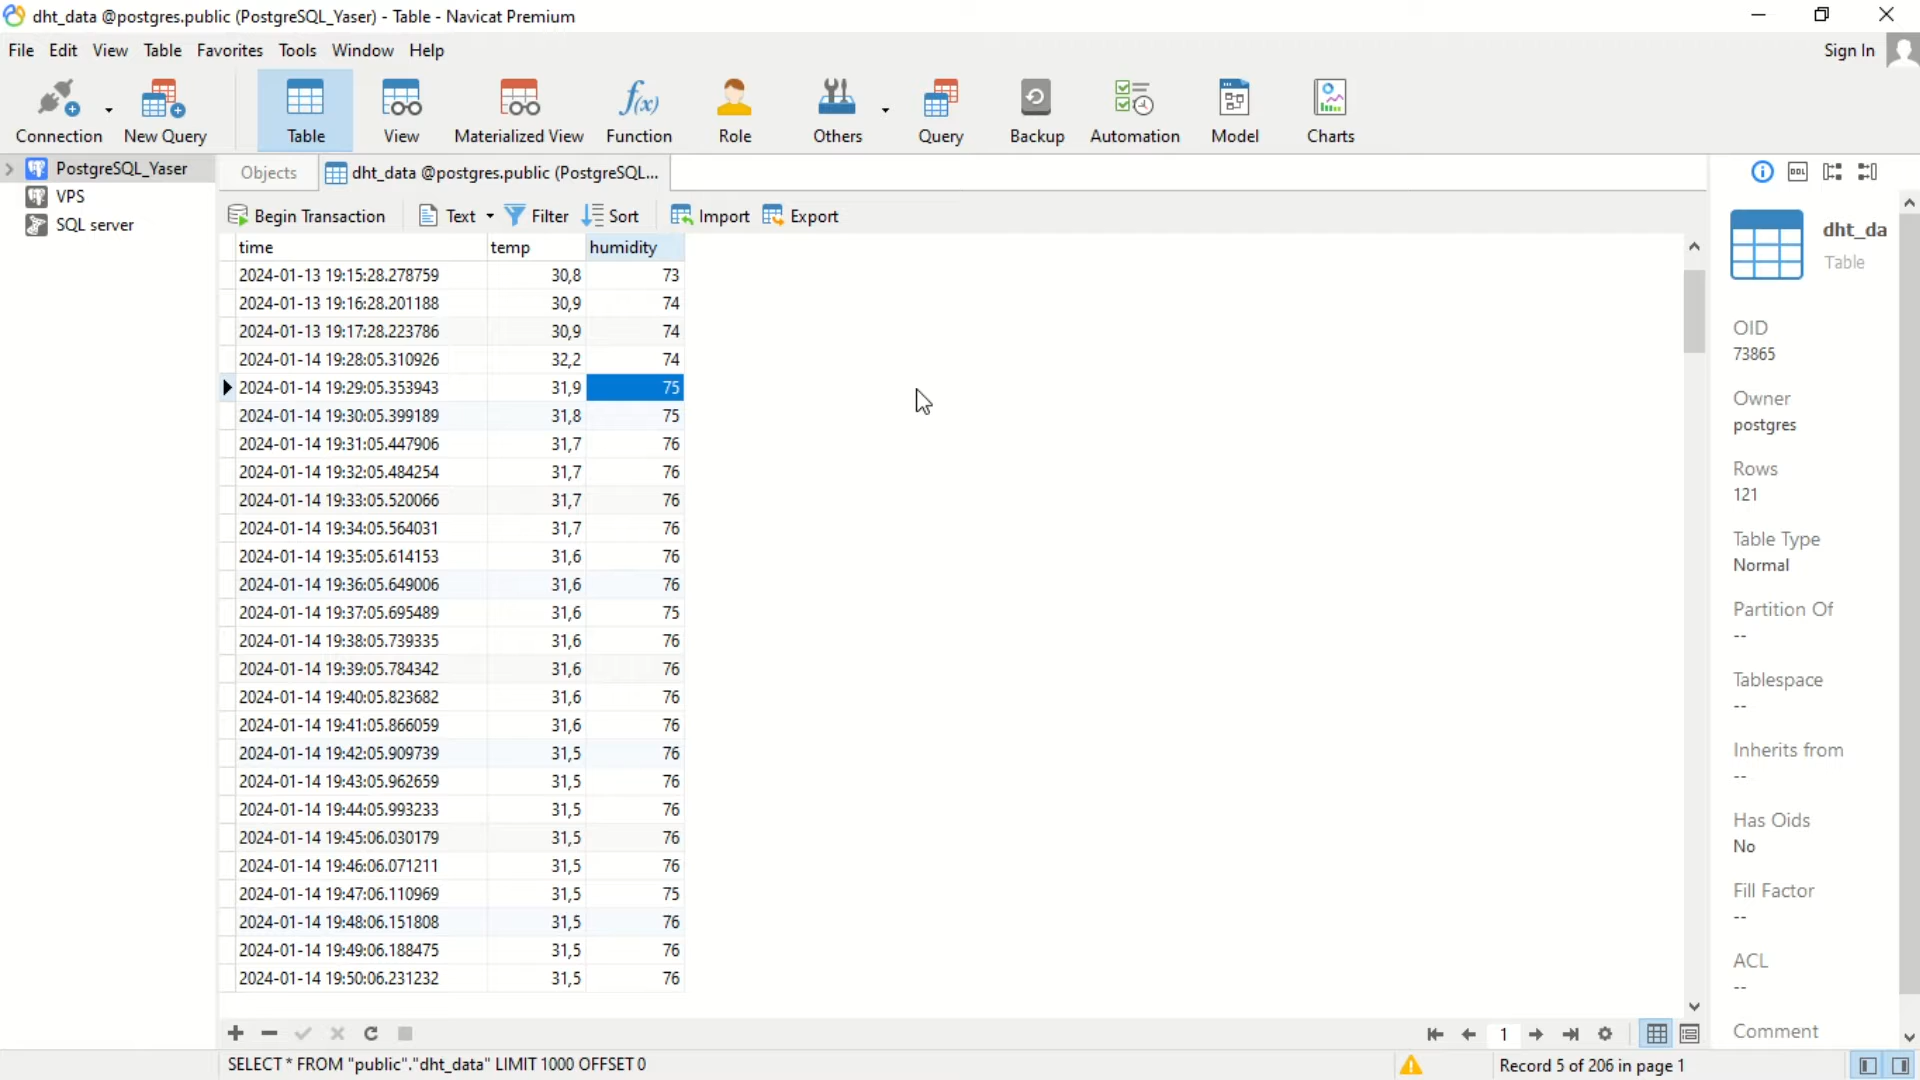 dht_data @postgres.public (PostgreSQL_Yaser) - Table - Navicat Premium
File Edit View Table Favorites Tools Window Help
Sign In
Connection New Query Table View Materialized View Function Role Others Query Backup Automation Model Charts
f(x)
PostgreSQL_Yaser
VPS
SQL server
Objects dht_data @postgres.public (PostgreSQL...
Begin Transaction Text Filter Sort Import Export
time temp humidity
2024-01-13 19:15:28.278759 30,8 73
2024-01-13 19:16:28.201188 30,9 74
2024-01-13 19:17:28.223786 30,9 74
2024-01-14 19:28:05.310926 32,2 74
2024-01-14 19:29:05.353943 31,9 75
2024-01-14 19:30:05.399189 31,8 75
2024-01-14 19:31:05.447906 31,7 76
2024-01-14 19:32:05.484254 31,7 76
2024-01-14 19:33:05.520066 31,7 76
2024-01-14 19:34:05.564031 31,7 76
2024-01-14 19:35:05.614153 31,6 76
2024-01-14 19:36:05.649006 31,6 76
2024-01-14 19:37:05.695489 31,6 75
2024-01-14 19:38:05.739335 31,6 76
2024-01-14 19:39:05.784342 31,6 76
2024-01-14 19:40:05.823682 31,6 76
2024-01-14 19:41:05.866059 31,6 76
2024-01-14 19:42:05.909739 31,5 76
2024-01-14 19:43:05.962659 31,5 76
2024-01-14 19:44:05.993233 31,5 76
2024-01-14 19:45:06.030179 31,5 76
2024-01-14 19:46:06.071211 31,5 76
2024-01-14 19:47:06.110969 31,5 75
2024-01-14 19:48:06.151808 31,5 76
2024-01-14 19:49:06.188475 31,5 76
2024-01-14 19:50:06.231232 31,5 76
DDL
dht_da
Table
OID
73865
Owner
postgres
Rows
121
Table Type
Normal
Partition Of
--
Tablespace
--
Inherits from
--
Has Oids
No
Fill Factor
--
ACL
--
Comment
1
SELECT * FROM "public"."dht_data" LIMIT 1000 OFFSET 0
Record 5 of 206 in page 1